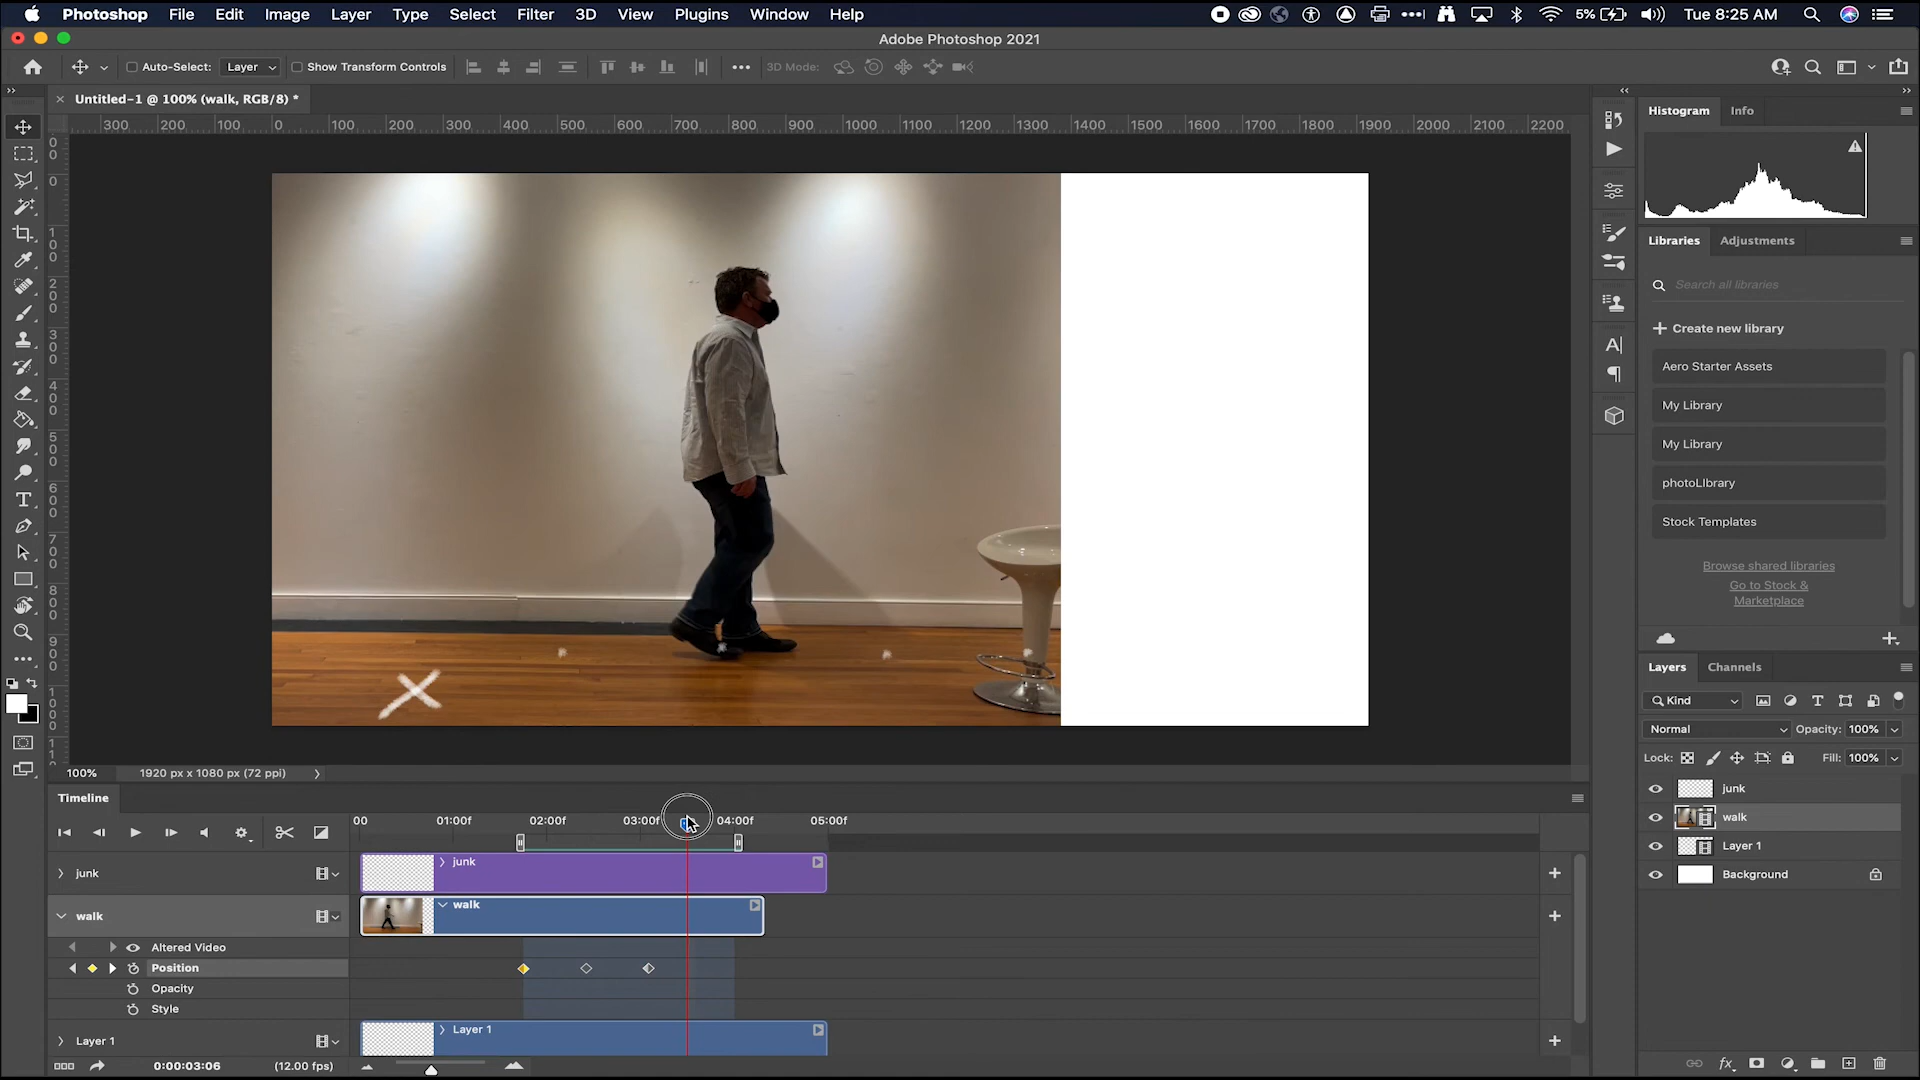 Photoshop File Edit Image Layer Type Select Filter 3D View Plugins Window Help 5% Tue 8:25 AM
Adobe Photoshop 2021
Auto-Select: Layer Show Transform Controls 3D Mode:
Untitled-1 @ 100% (walk, RGB/8) *
300 200 100 0 100 200 300 400 500 600 700 800 900 1000 1100 1200 1300 1400 1500 1600 1700 1800 1900 2000 2100 2200
Histogram Info
Libraries Adjustments
Search all libraries
Create new library
Aero Starter Assets
My Library
My Library
photoLIbrary
Stock Templates
Browse shared libraries
Go to Stock &
Marketplace
Layers Channels
Kind
Normal Opacity: 100%
Lock: Fill: 100%
junk
walk
Layer 1
Background
100% 1920 px x 1080 px (72 ppi)
Timeline
00 01:00f 02:00f 03:00f 04:00f 05:00f
junk junk
walk walk
Altered Video
Position
Opacity
Style
Layer 1 Layer 1
0:00:03:06 (12.00 fps)